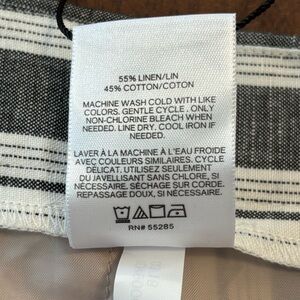 55% LINEN/LIN
45% COTTON/COTON
MACHINE WASH COLD WITH LIKE
COLORS. GENTLE CYCLE. ONLY
NON-CHLORINE BLEACH WHEN
NEEDED. LINE DRY. COOL IRON IF
NEEDED.
LAVER À LA MACHINE À L'EAU FROIDE
AVEC COULEURS SIMILAIRES. CYCLE
DÉLICAT. UTILISEZ SEULEMENT
DU JAVELLISANT SANS CHLORE, SI
NÉCESSAIRE. SÉCHAGE SUR CORDE.
REPASSAGE DOUX, SI NÉCESSAIRE.
RN# 55285